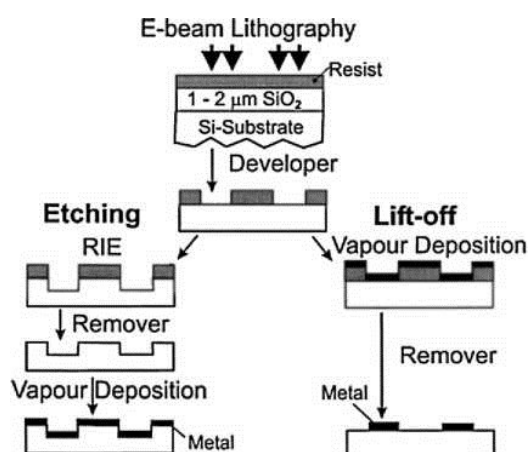 E-beam Lithography
Resist
1 - 2 μm SiO₂
Si-Substrate
Developer
Etching
RIE
Remover
Vapour Deposition
Metal
Lift-off
Vapour Deposition
Remover
Metal